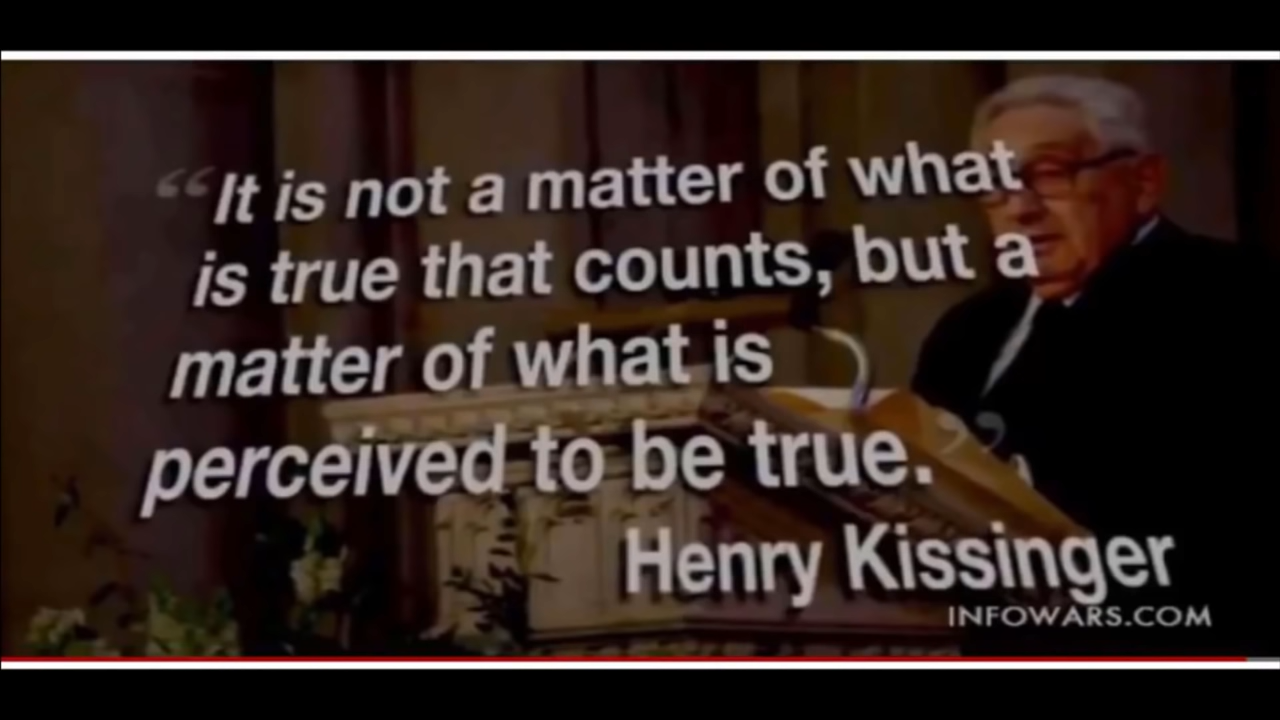 “It is not a matter of what
is true that counts, but a
matter of what is
perceived to be true.”
Henry Kissinger
INFOWARS.COM